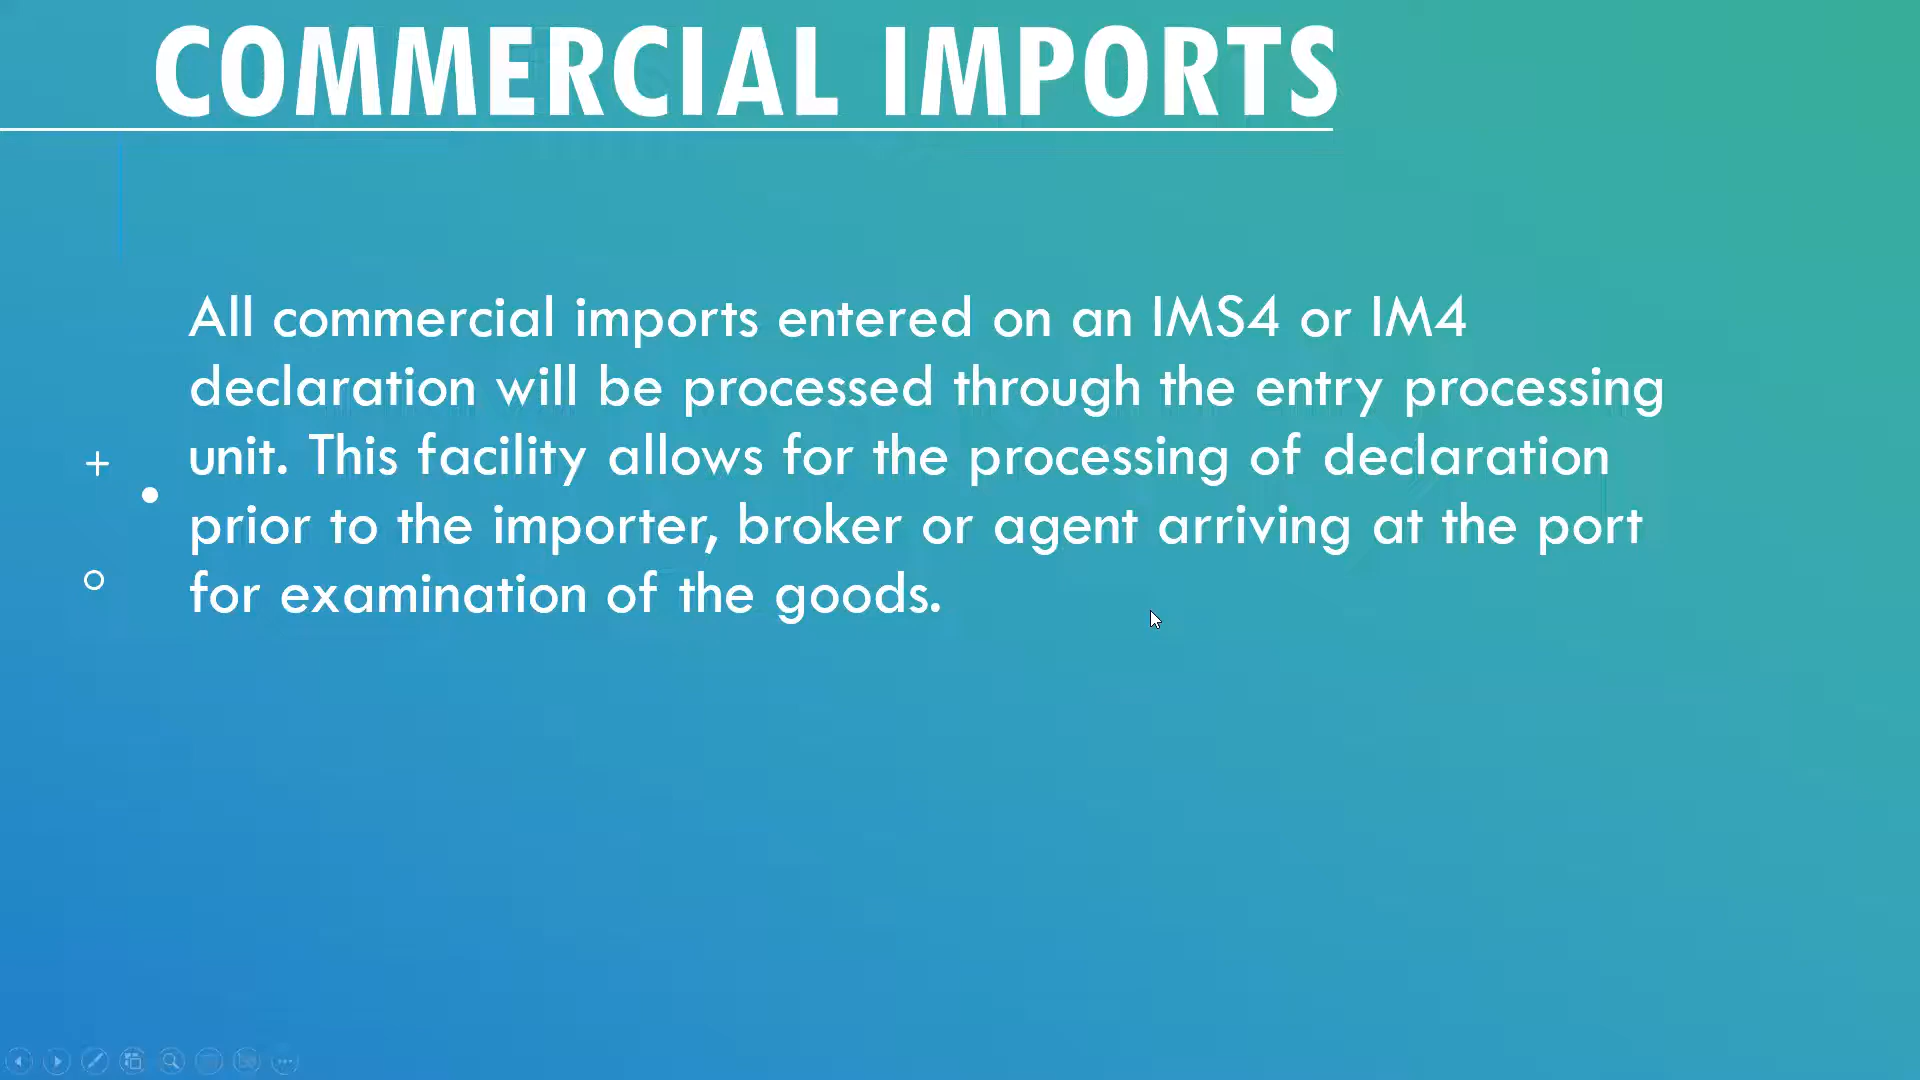 COMMERCIAL IMPORTS
All commercial imports entered on an IMS4 or IM4
declaration will be processed through the entry processing
unit. This facility allows for the processing of declaration
prior to the importer, broker or agent arriving at the port
for examination of the goods.